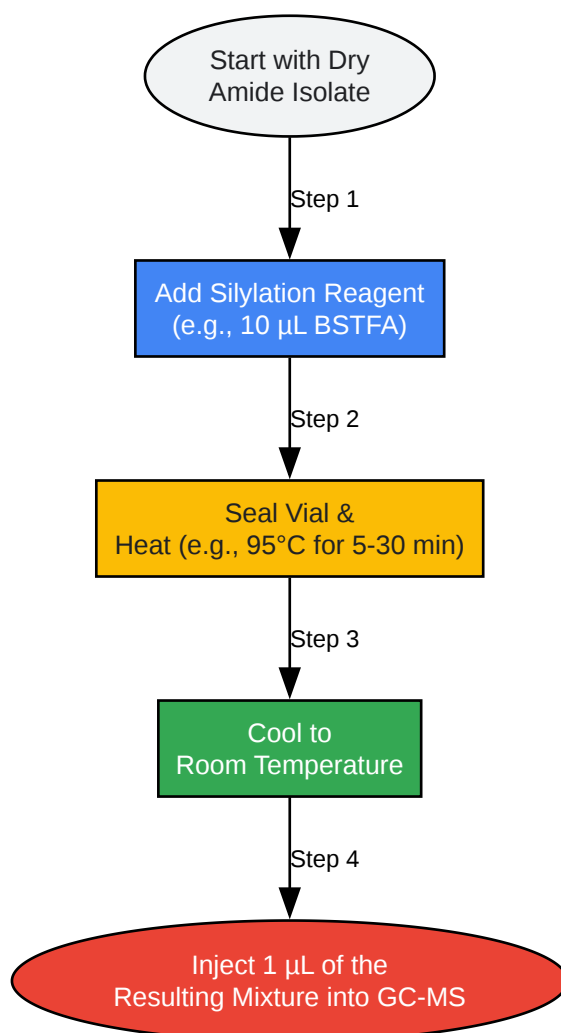 Start with Dry
Amide Isolate
Step 1
Add Silylation Reagent
(e.g., 10 µL BSTFA)
Step 2
Seal Vial &
Heat (e.g., 95°C for 5-30 min)
Step 3
Cool to
Room Temperature
Step 4
Inject 1 µL of the
Resulting Mixture into GC-MS